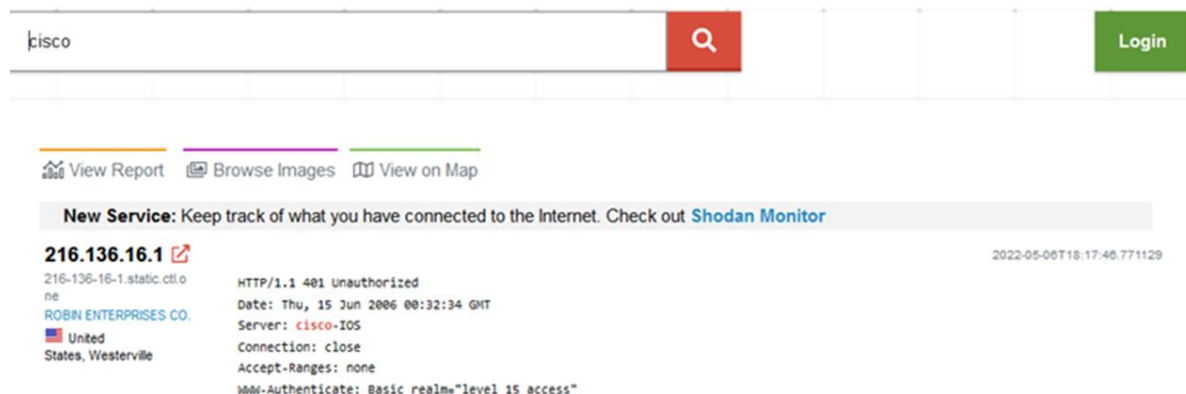 cisco
Login
View Report Browse Images View on Map
New Service: Keep track of what you have connected to the Internet. Check out Shodan Monitor
216.136.16.1
2022-05-06T18:17:46.771129
216-136-16-1.static.ctl.o
ne
ROBIN ENTERPRISES CO.
United
States, Westerville
HTTP/1.1 401 Unauthorized
Date: Thu, 15 Jun 2006 00:32:34 GMT
Server: cisco-IOS
Connection: close
Accept-Ranges: none
WWW-Authenticate: Basic realm="level 15 access"